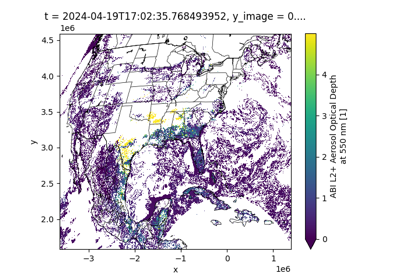 t = 2024-04-19T17:02:35.768493952, y_image = 0....
1e6
4.5
4.0
3.5
3.0
2.5
2.0
y
−3
−2
−1
0
1
1e6
x
4
3
2
1
0
ABI L2+ Aerosol Optical Depth
at 550 nm [1]